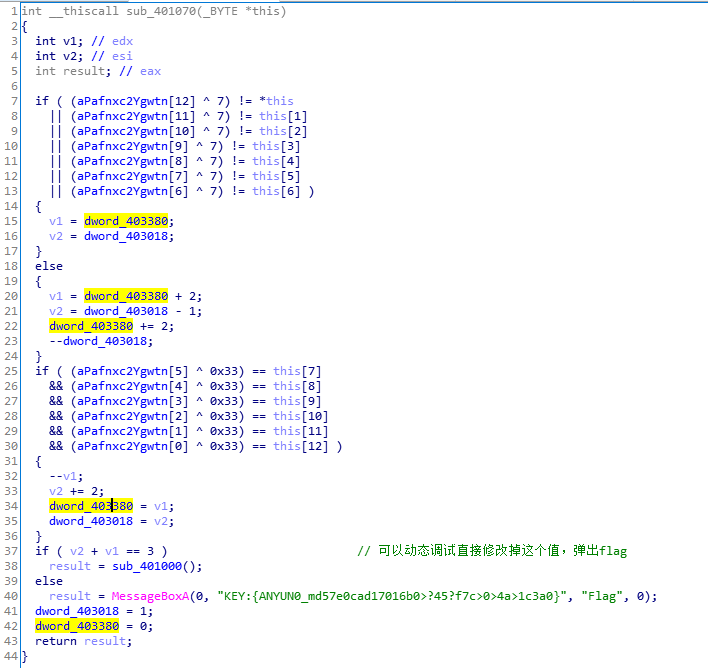 1 int __thiscall sub_401070(_BYTE *this)
2 {
3   int v1; // edx
4   int v2; // esi
5   int result; // eax
6
7   if ( (aPafnxc2Ygwtn[12] ^ 7) != *this
8     || (aPafnxc2Ygwtn[11] ^ 7) != this[1]
9     || (aPafnxc2Ygwtn[10] ^ 7) != this[2]
10     || (aPafnxc2Ygwtn[9] ^ 7) != this[3]
11     || (aPafnxc2Ygwtn[8] ^ 7) != this[4]
12     || (aPafnxc2Ygwtn[7] ^ 7) != this[5]
13     || (aPafnxc2Ygwtn[6] ^ 7) != this[6] )
14   {
15     v1 = dword_403380;
16     v2 = dword_403018;
17   }
18   else
19   {
20     v1 = dword_403380 + 2;
21     v2 = dword_403018 - 1;
22     dword_403380 += 2;
23     --dword_403018;
24   }
25   if ( (aPafnxc2Ygwtn[5] ^ 0x33) == this[7]
26     && (aPafnxc2Ygwtn[4] ^ 0x33) == this[8]
27     && (aPafnxc2Ygwtn[3] ^ 0x33) == this[9]
28     && (aPafnxc2Ygwtn[2] ^ 0x33) == this[10]
29     && (aPafnxc2Ygwtn[1] ^ 0x33) == this[11]
30     && (aPafnxc2Ygwtn[0] ^ 0x33) == this[12] )
31   {
32     --v1;
33     v2 += 2;
34     dword_403380 = v1;
35     dword_403018 = v2;
36   }
37   if ( v2 + v1 == 3 )                           // 可以动态调试直接修改掉这个值，弹出flag
38     result = sub_401000();
39   else
40     result = MessageBoxA(0, "KEY:{ANYUN0_md57e0cad17016b0>?45?f7c>0>4a>1c3a0}", "Flag", 0);
41   dword_403018 = 1;
42   dword_403380 = 0;
43   return result;
44 }